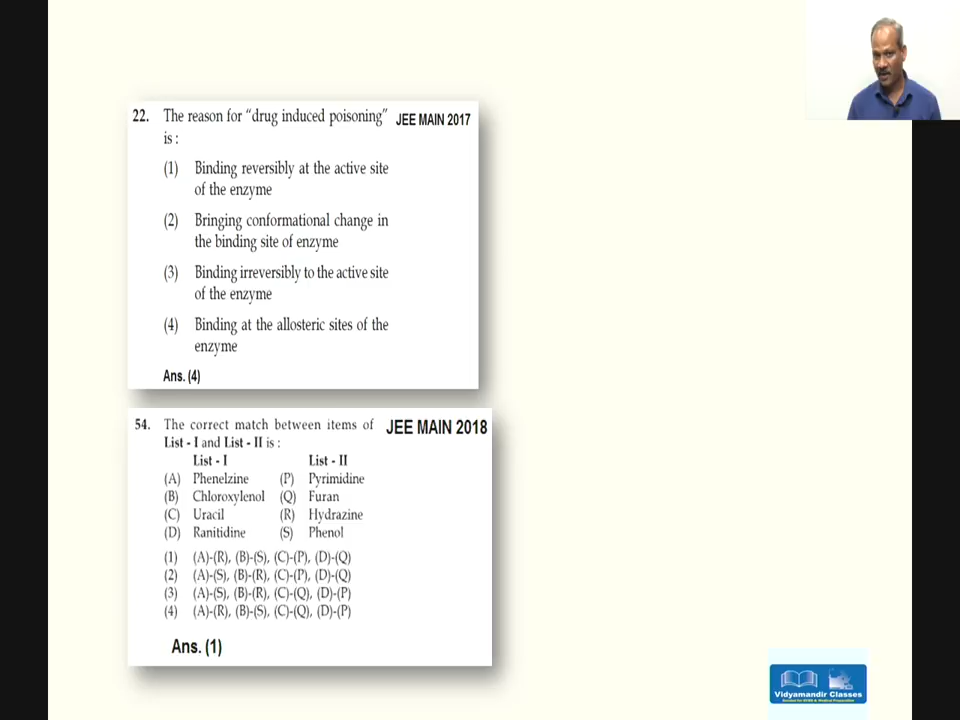 22. The reason for “drug induced poisoning” JEE MAIN 2017
is :
(1) Binding reversibly at the active site
of the enzyme
(2) Bringing conformational change in
the binding site of enzyme
(3) Binding irreversibly to the active site
of the enzyme
(4) Binding at the allosteric sites of the
enzyme
Ans. (4)
54. The correct match between items of JEE MAIN 2018
List - I and List - II is :
List - I List - II
(A) Phenelzine (P) Pyrimidine
(B) Chloroxylenol (Q) Furan
(C) Uracil (R) Hydrazine
(D) Ranitidine (S) Phenol
(1) (A)-(R), (B)-(S), (C)-(P), (D)-(Q)
(2) (A)-(S), (B)-(R), (C)-(P), (D)-(Q)
(3) (A)-(S), (B)-(R), (C)-(Q), (D)-(P)
(4) (A)-(R), (B)-(S), (C)-(Q), (D)-(P)
Ans. (1)
Vidyamandir Classes